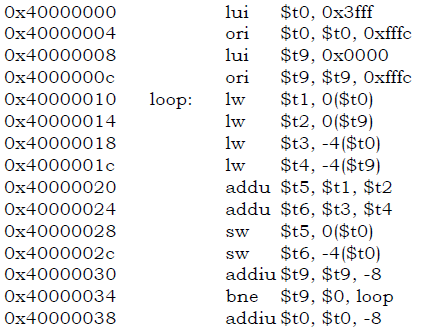 0x40000000 lui $t0, 0x3fff
0x40000004 ori $t0, $t0, 0xfffc
0x40000008 lui $t9, 0x0000
0x4000000c ori $t9, $t9, 0xfffc
0x40000010 loop: lw $t1, 0($t0)
0x40000014 lw $t2, 0($t9)
0x40000018 lw $t3, -4($t0)
0x4000001c lw $t4, -4($t9)
0x40000020 addu $t5, $t1, $t2
0x40000024 addu $t6, $t3, $t4
0x40000028 sw $t5, 0($t0)
0x4000002c sw $t6, -4($t0)
0x40000030 addiu $t9, $t9, -8
0x40000034 bne $t9, $0, loop
0x40000038 addiu $t0, $t0, -8